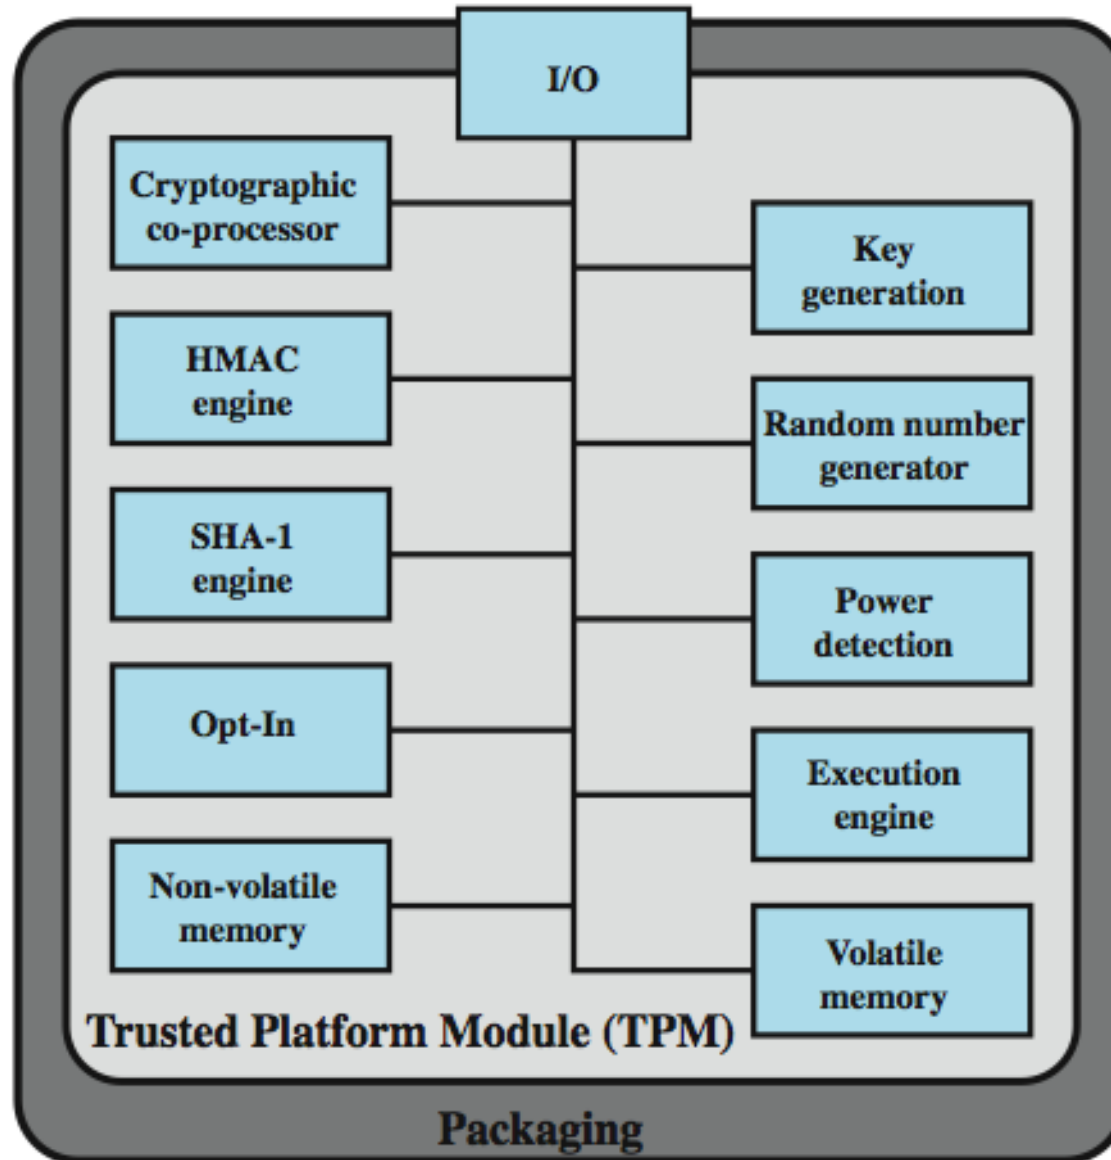 I/O
Cryptographic
co-processor
HMAC
engine
SHA-1
engine
Opt-In
Non-volatile
memory
Key
generation
Random number
generator
Power
detection
Execution
engine
Volatile
memory
Trusted Platform Module (TPM)
Packaging